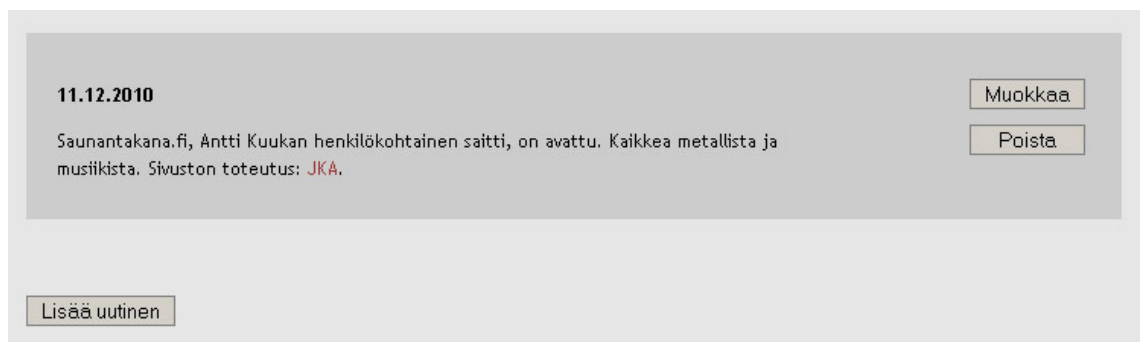 11.12.2010
Muokkaa
Saunantakana.fi, Antti Kuukan henkilökohtainen saitti, on avattu. Kaikkea metallista ja
Poista
musiikista. Sivuston toteutus: JKA.
Lisää uutinen